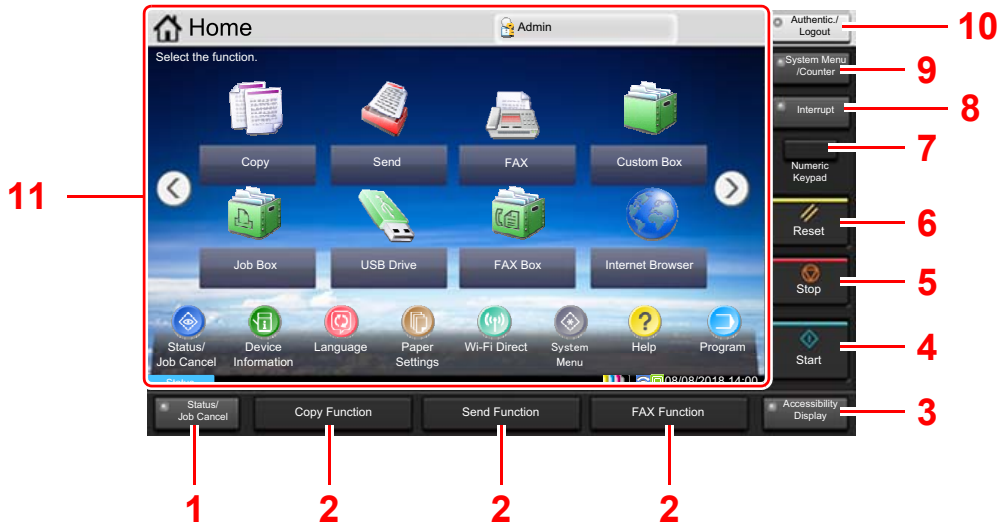 Home
Admin
Authentic./
Logout
10
Select the function.
System Menu
/Counter
9
Interrupt
8
Copy
Send
FAX
Custom Box
7
Numeric
Keypad
11
Reset
6
Job Box
USB Drive
FAX Box
Internet Browser
Stop
5
Status/
Job Cancel
Device
Information
Language
Paper
Settings
Wi-Fi Direct
System
Menu
Help
Program
Start
4
Status
08/08/2018 14:00
Status/
Job Cancel
Copy Function
Send Function
FAX Function
Accessibility
Display
3
1
2
2
2